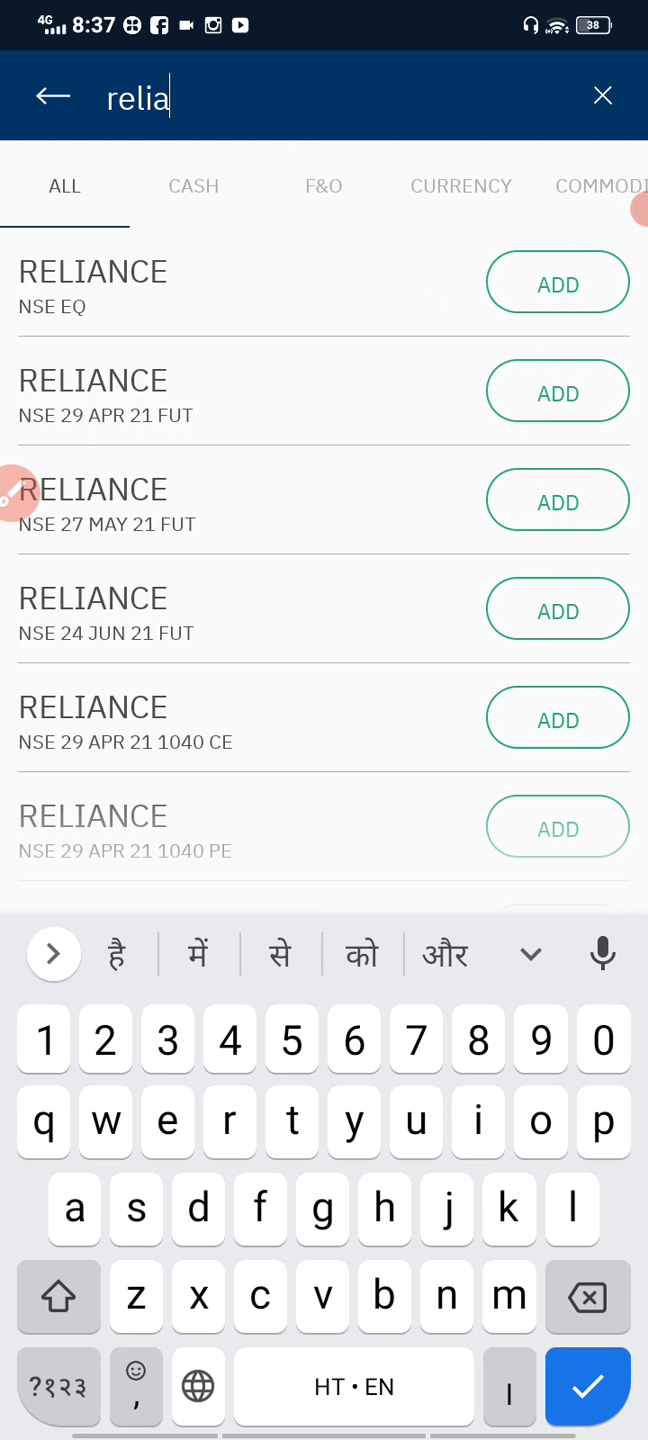 4G 8:37 38
relia
ALL CASH F&O CURRENCY COMMODI
RELIANCE
NSE EQ
ADD
RELIANCE
NSE 29 APR 21 FUT
ADD
RELIANCE
NSE 27 MAY 21 FUT
ADD
RELIANCE
NSE 24 JUN 21 FUT
ADD
RELIANCE
NSE 29 APR 21 1040 CE
ADD
RELIANCE
NSE 29 APR 21 1040 PE
ADD
है में से को और
1 2 3 4 5 6 7 8 9 0
q w e r t y u i o p
a s d f g h j k l
z x c v b n m
?१२३ , HT • EN ।